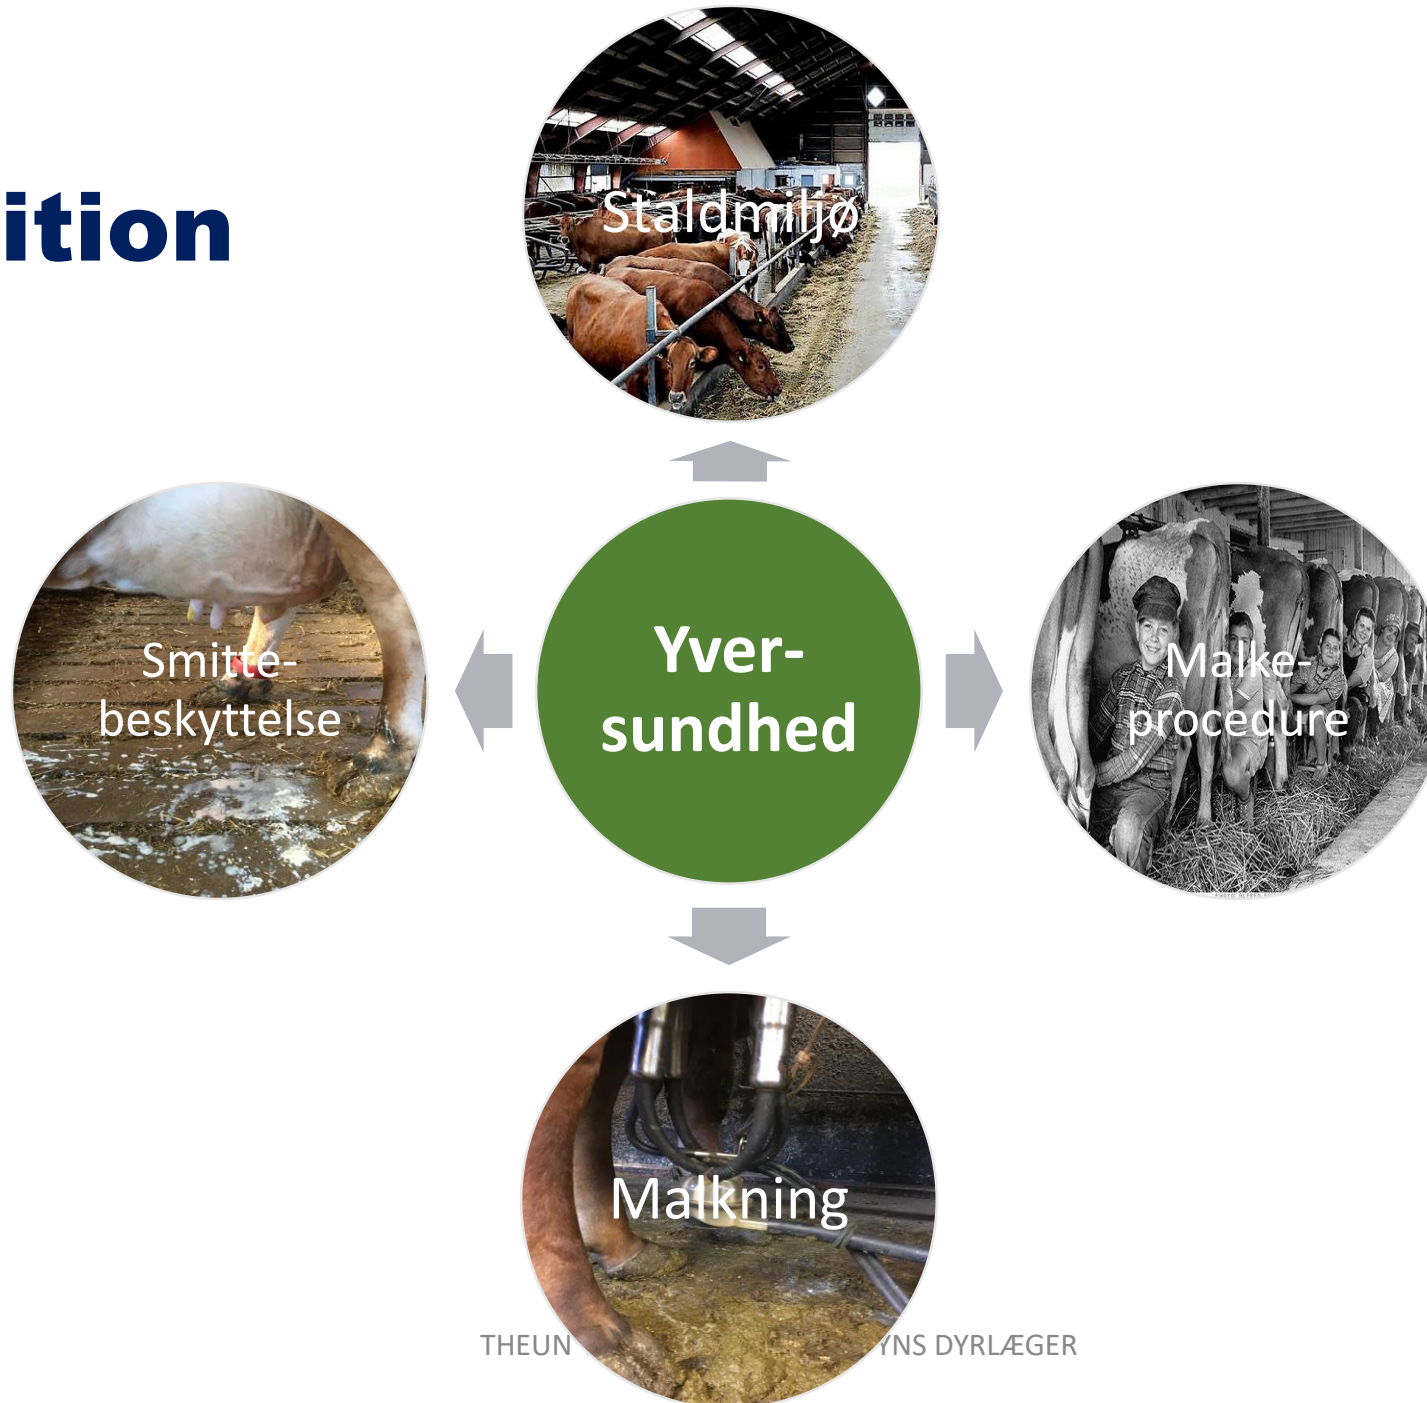 ition
Staldmiljø
Smitte-
beskyttelse
Yver-
sundhed
Malke-
procedure
Malkning
THEUN
YNS DYRLÆGER